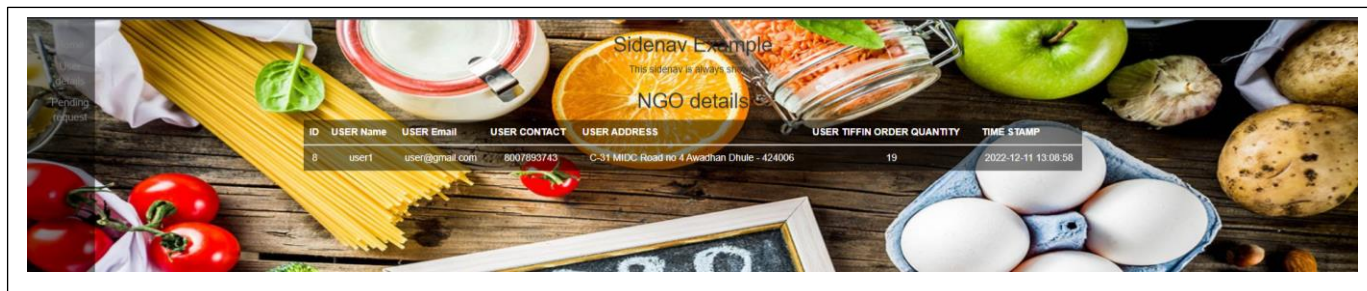 Sidenav Example
This sidenav is always shown
NGO details
Pending
request
ID USER Name USER Email USER CONTACT USER ADDRESS USER TIFFIN ORDER QUANTITY TIME STAMP
8 user1 user@gmail.com 8007893743 C-31 MIDC Road no 4 Awadhan Dhule - 424006 19 2022-12-11 13:08:58